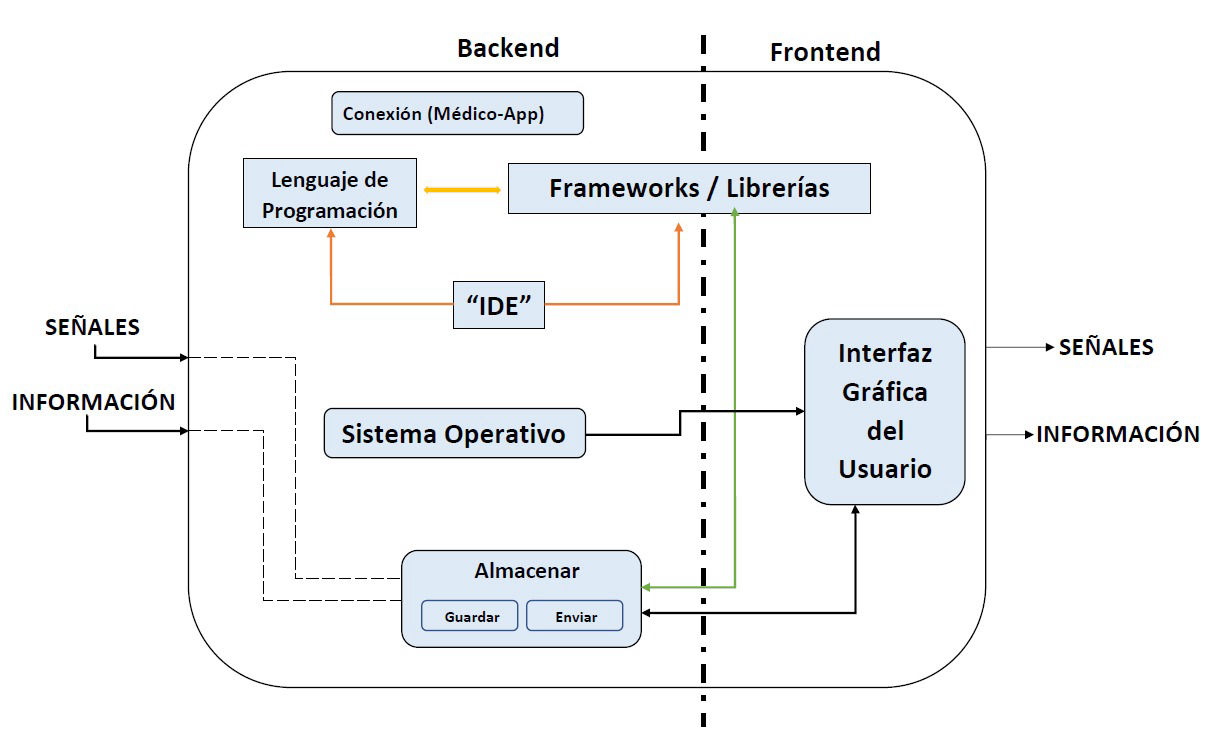 Backend
Frontend
Conexión (Médico-App)
Lenguaje de
Programación
Frameworks / Librerías
“IDE”
SEÑALES
INFORMACIÓN
Sistema Operativo
Interfaz
Gráfica
del
Usuario
SEÑALES
INFORMACIÓN
Almacenar
Guardar
Enviar